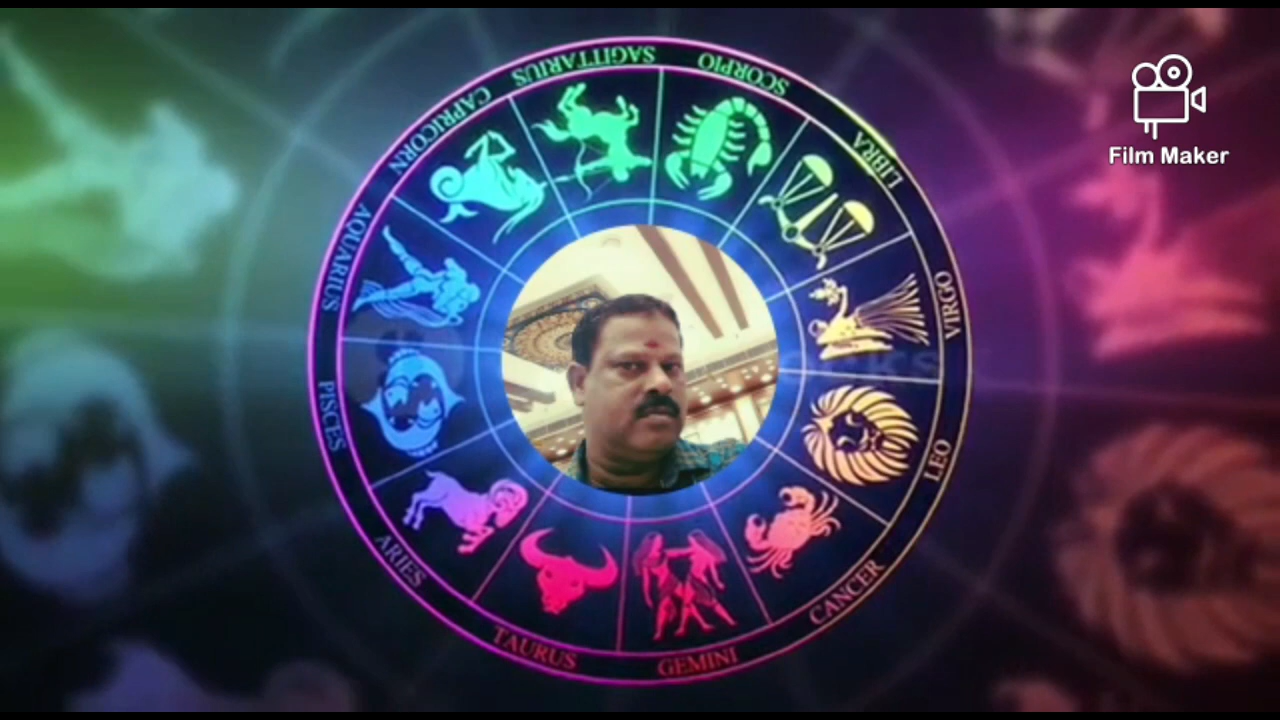 SAGITTARIUS
SCORPIO
CAPRICORN
LIBRA
AQUARIUS
VIRGO
PISCES
LEO
ARIES
CANCER
TAURUS
GEMINI
Film Maker